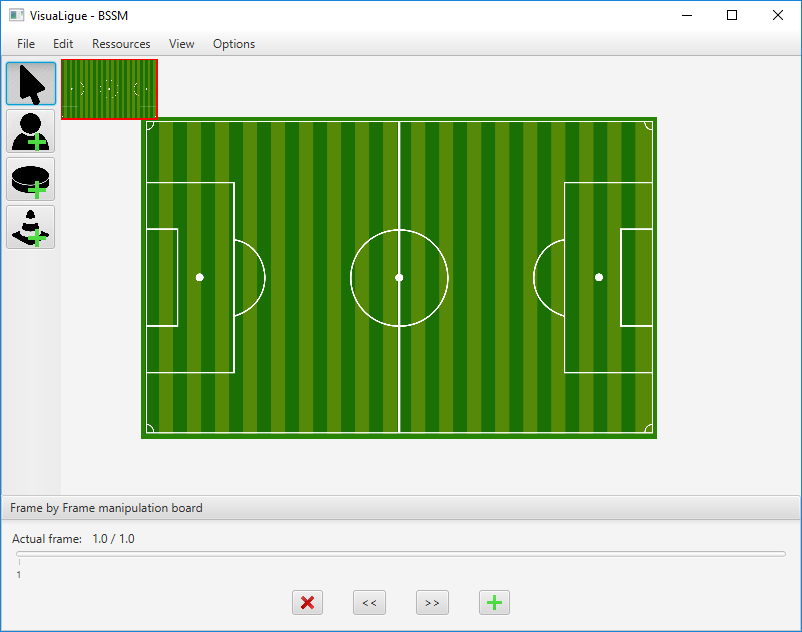 VisuaLigue - BSSM
File Edit Ressources View Options
Frame by Frame manipulation board
Actual frame: 1.0 / 1.0
1
<< >>